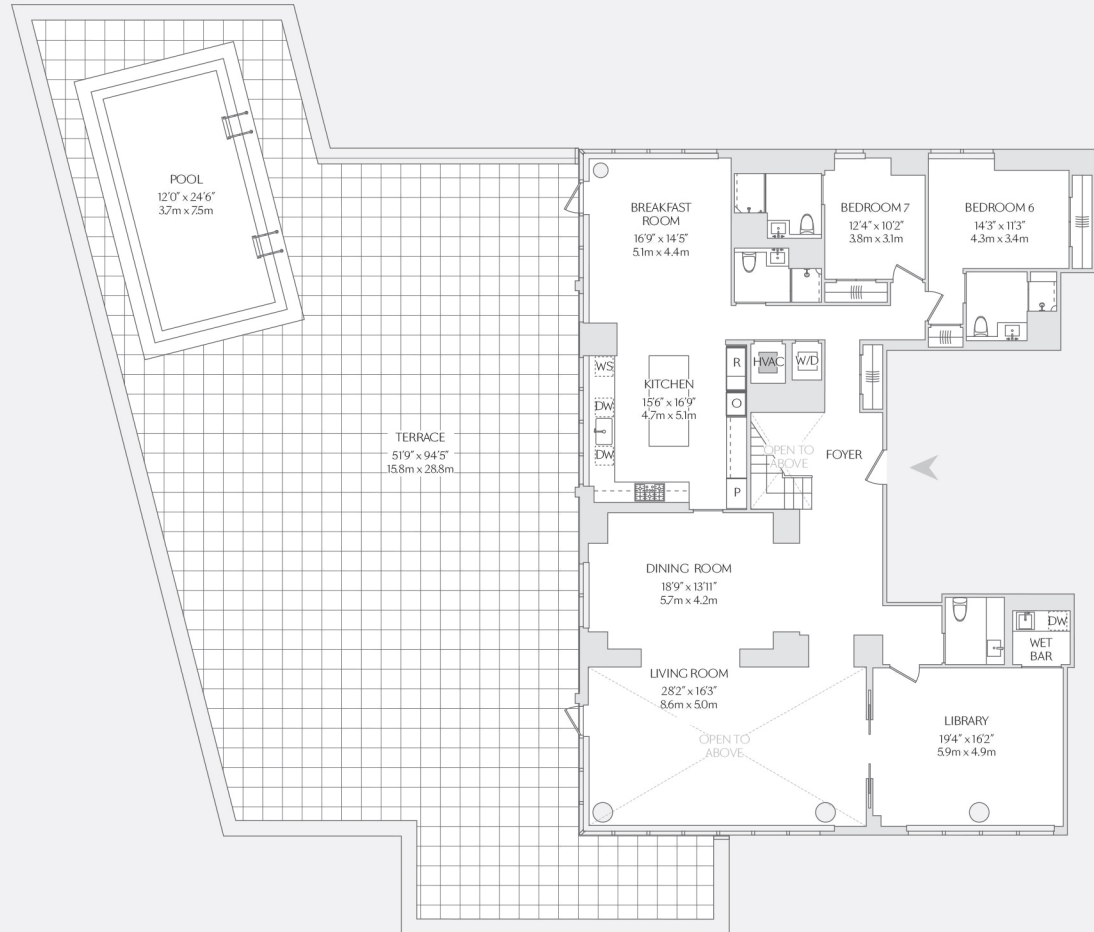 POOL
12'0" x 24'6"
3.7m x 7.5m
BREAKFAST
ROOM
16'9" x 14'5"
5.1m x 4.4m
BEDROOM 7
12'4" x 10'2"
3.8m x 3.1m
BEDROOM 6
14'3" x 11'3"
4.3m x 3.4m
WS
DW
DW
KITCHEN
15'6" x 16'9"
4.7m x 5.1m
R
O
P
HVAC
W/D
TERRACE
51'9" x 94'5"
15.8m x 28.8m
OPEN TO
ABOVE
FOYER
DINING ROOM
18'9" x 13'11"
5.7m x 4.2m
DW
WET
BAR
LIVING ROOM
28'2" x 16'3"
8.6m x 5.0m
OPEN TO
ABOVE
LIBRARY
19'4" x 16'2"
5.9m x 4.9m